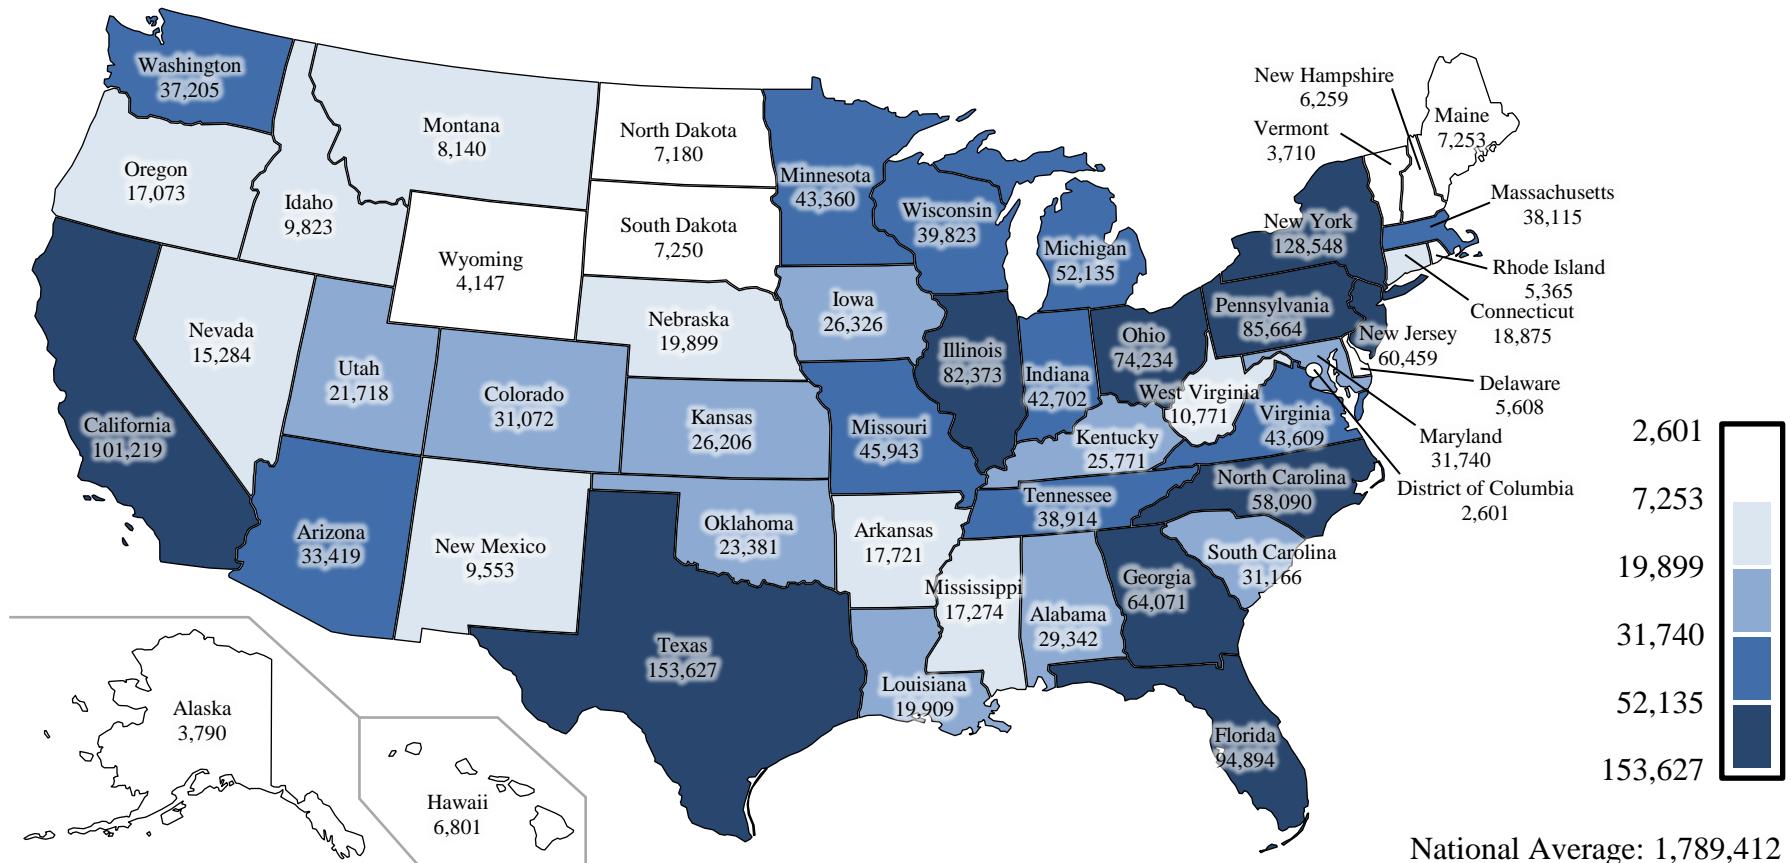 Washington
37,205
Oregon
17,073
Idaho
9,823
Montana
8,140
North Dakota
7,180
South Dakota
7,250
Wyoming
4,147
Minnesota
43,360
Wisconsin
39,823
Michigan
52,135
New York
128,548
Vermont
3,710
New Hampshire
6,259
Maine
7,253
Massachusetts
38,115
Rhode Island
5,365
Connecticut
18,875
New Jersey
60,459
Pennsylvania
85,664
Delaware
5,608
Maryland
31,740
District of Columbia
2,601
California
101,219
Nevada
15,284
Utah
21,718
Colorado
31,072
Nebraska
19,899
Iowa
26,326
Kansas
26,206
Missouri
45,943
Illinois
82,373
Indiana
42,702
Ohio
74,234
West Virginia
10,771
Virginia
43,609
Kentucky
25,771
Tennessee
38,914
North Carolina
58,090
South Carolina
31,166
Arizona
33,419
New Mexico
9,553
Oklahoma
23,381
Arkansas
17,721
Mississippi
17,274
Alabama
29,342
Georgia
64,071
Texas
153,627
Louisiana
19,909
Florida
94,894
Alaska
3,790
Hawaii
6,801
2,601
7,253
19,899
31,740
52,135
153,627
National Average: 1,789,412